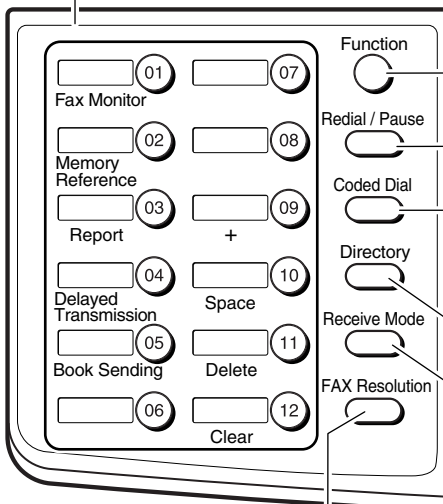 Function
01
07
Fax Monitor
Redial / Pause
02
08
Memory
Reference
Coded Dial
03
09
Report
+
Directory
04
10
Delayed
Transmission
Space
Receive Mode
05
11
Book Sending
Delete
FAX Resolution
06
12
Clear